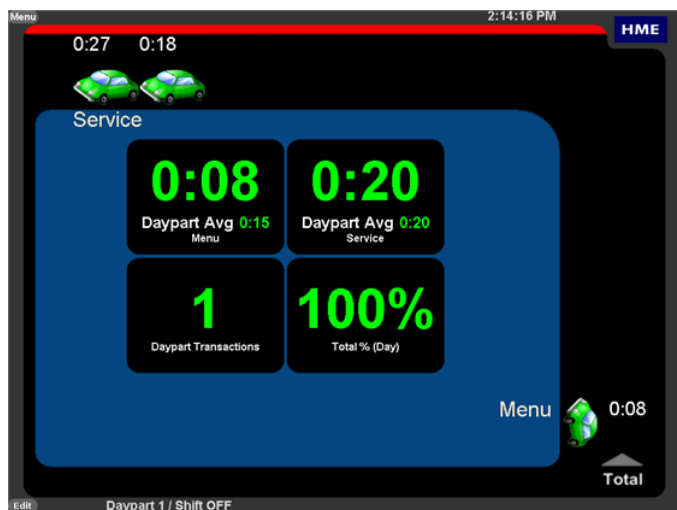 Menu 2:14:16 PM
HME
0:27 0:18
Service
0:08 0:20
Daypart Avg 0:15 Daypart Avg 0:20
Menu Service
1 100%
Daypart Transactions Total % (Day)
Menu 0:08
Total
Edit Daypart 1 / Shift OFF